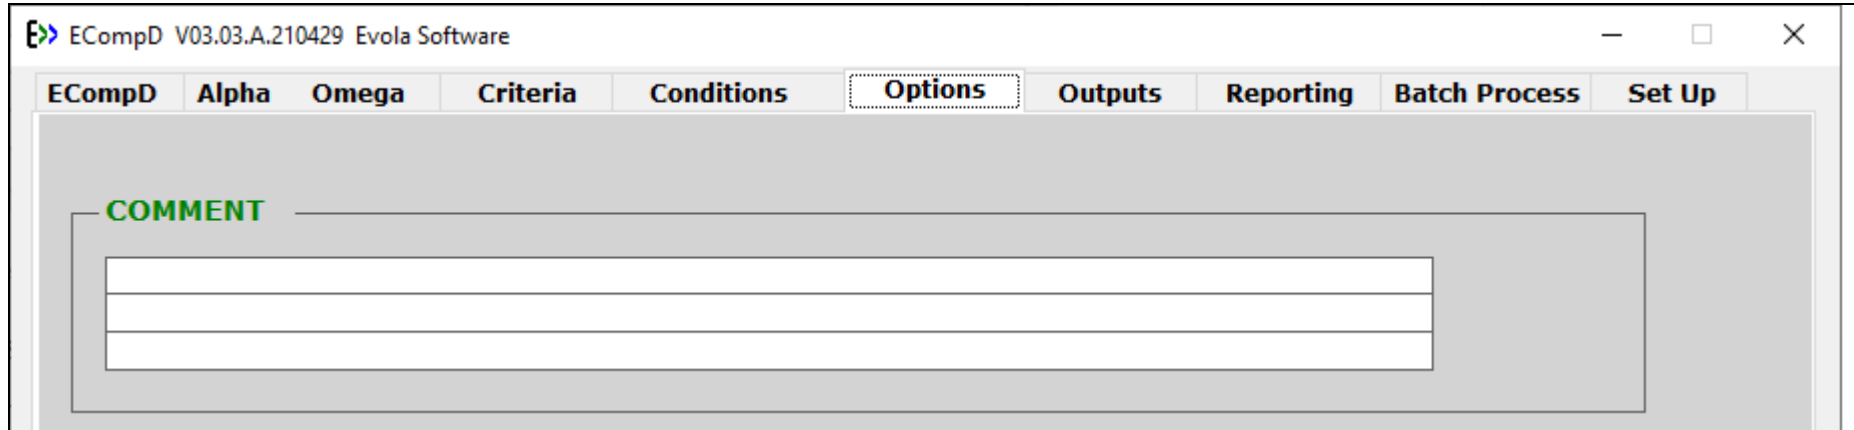 E>> ECompD V03.03.A.210429 Evola Software
ECompD Alpha Omega Criteria Conditions Options Outputs Reporting Batch Process Set Up
COMMENT